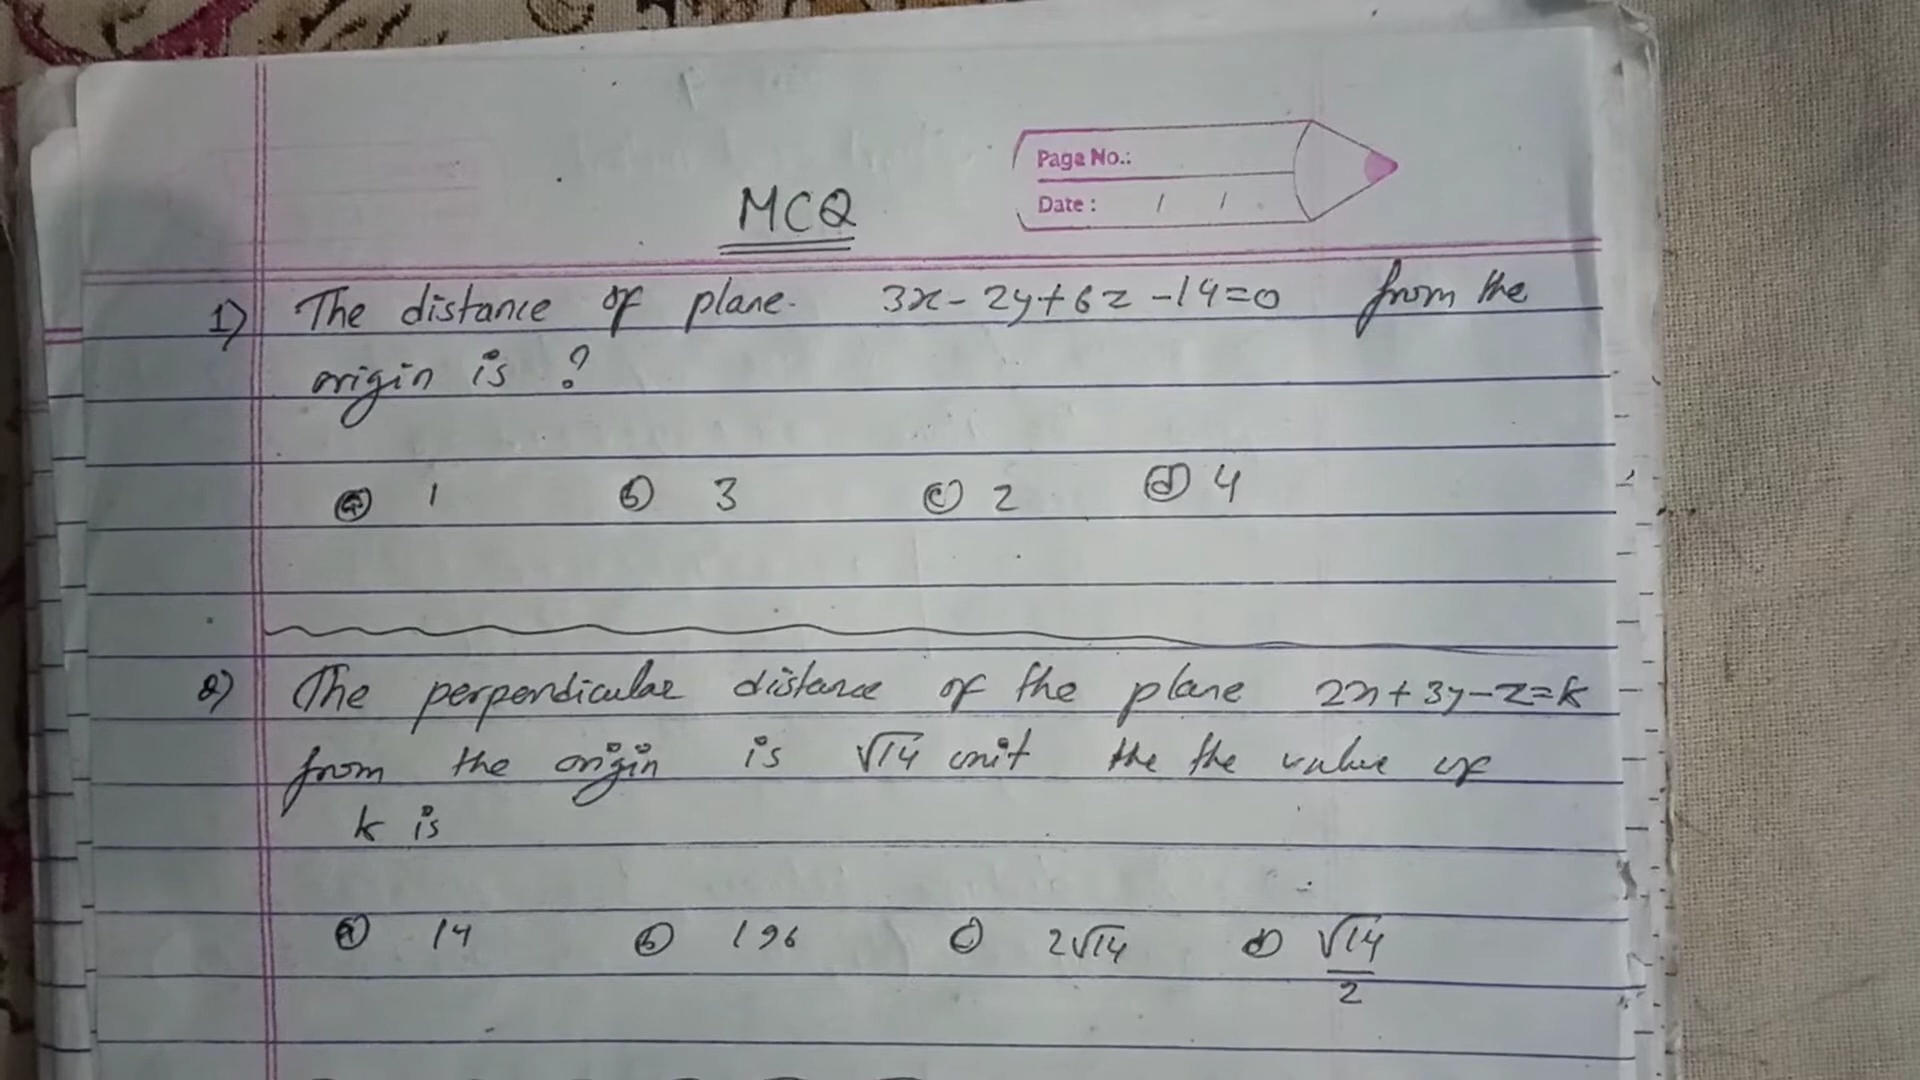 Page No.:
Date: / /
MCQ
1) The distance of plane. 3x-2y+6z-14=0 from the
origin is ?
a 1 b 3 c 2 d 4
2) The perpendicular distance of the plane 2x+3y-z=k
from the origin is √14 unit the the value of
k is
a 14 b 196 c 2√14 d √14/2